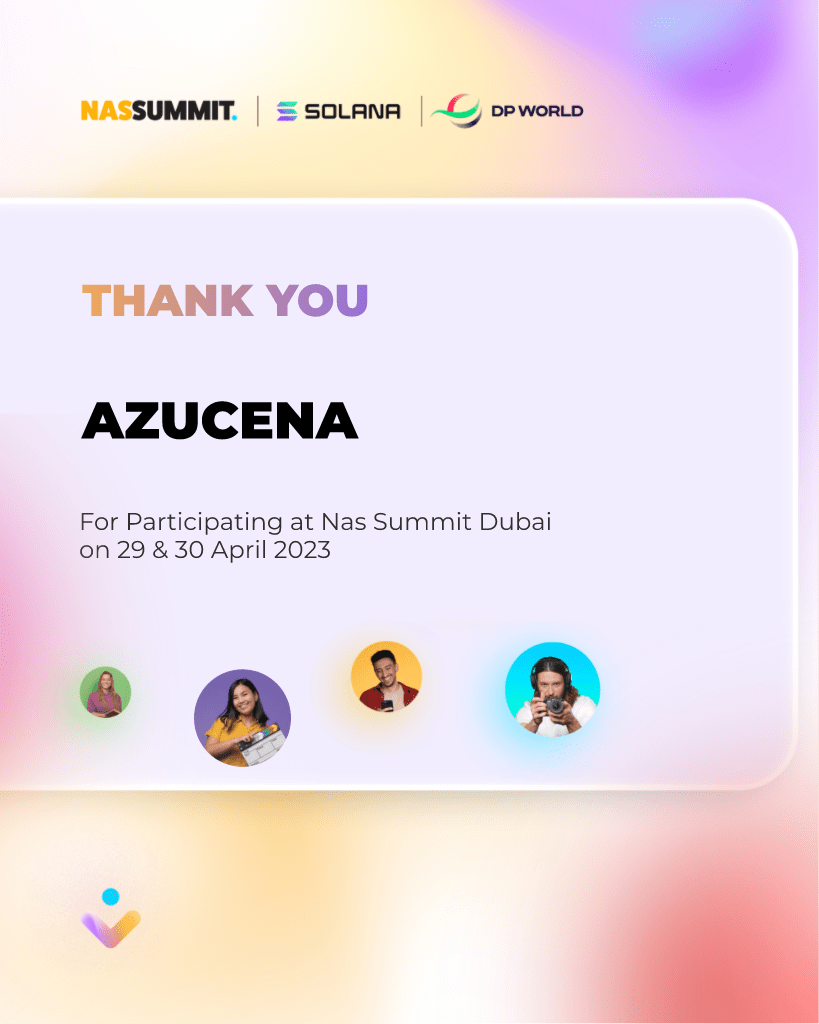 NASSUMMIT. | SOLANA | DP WORLD
THANK YOU
AZUCENA
For Participating at Nas Summit Dubai
on 29 & 30 April 2023